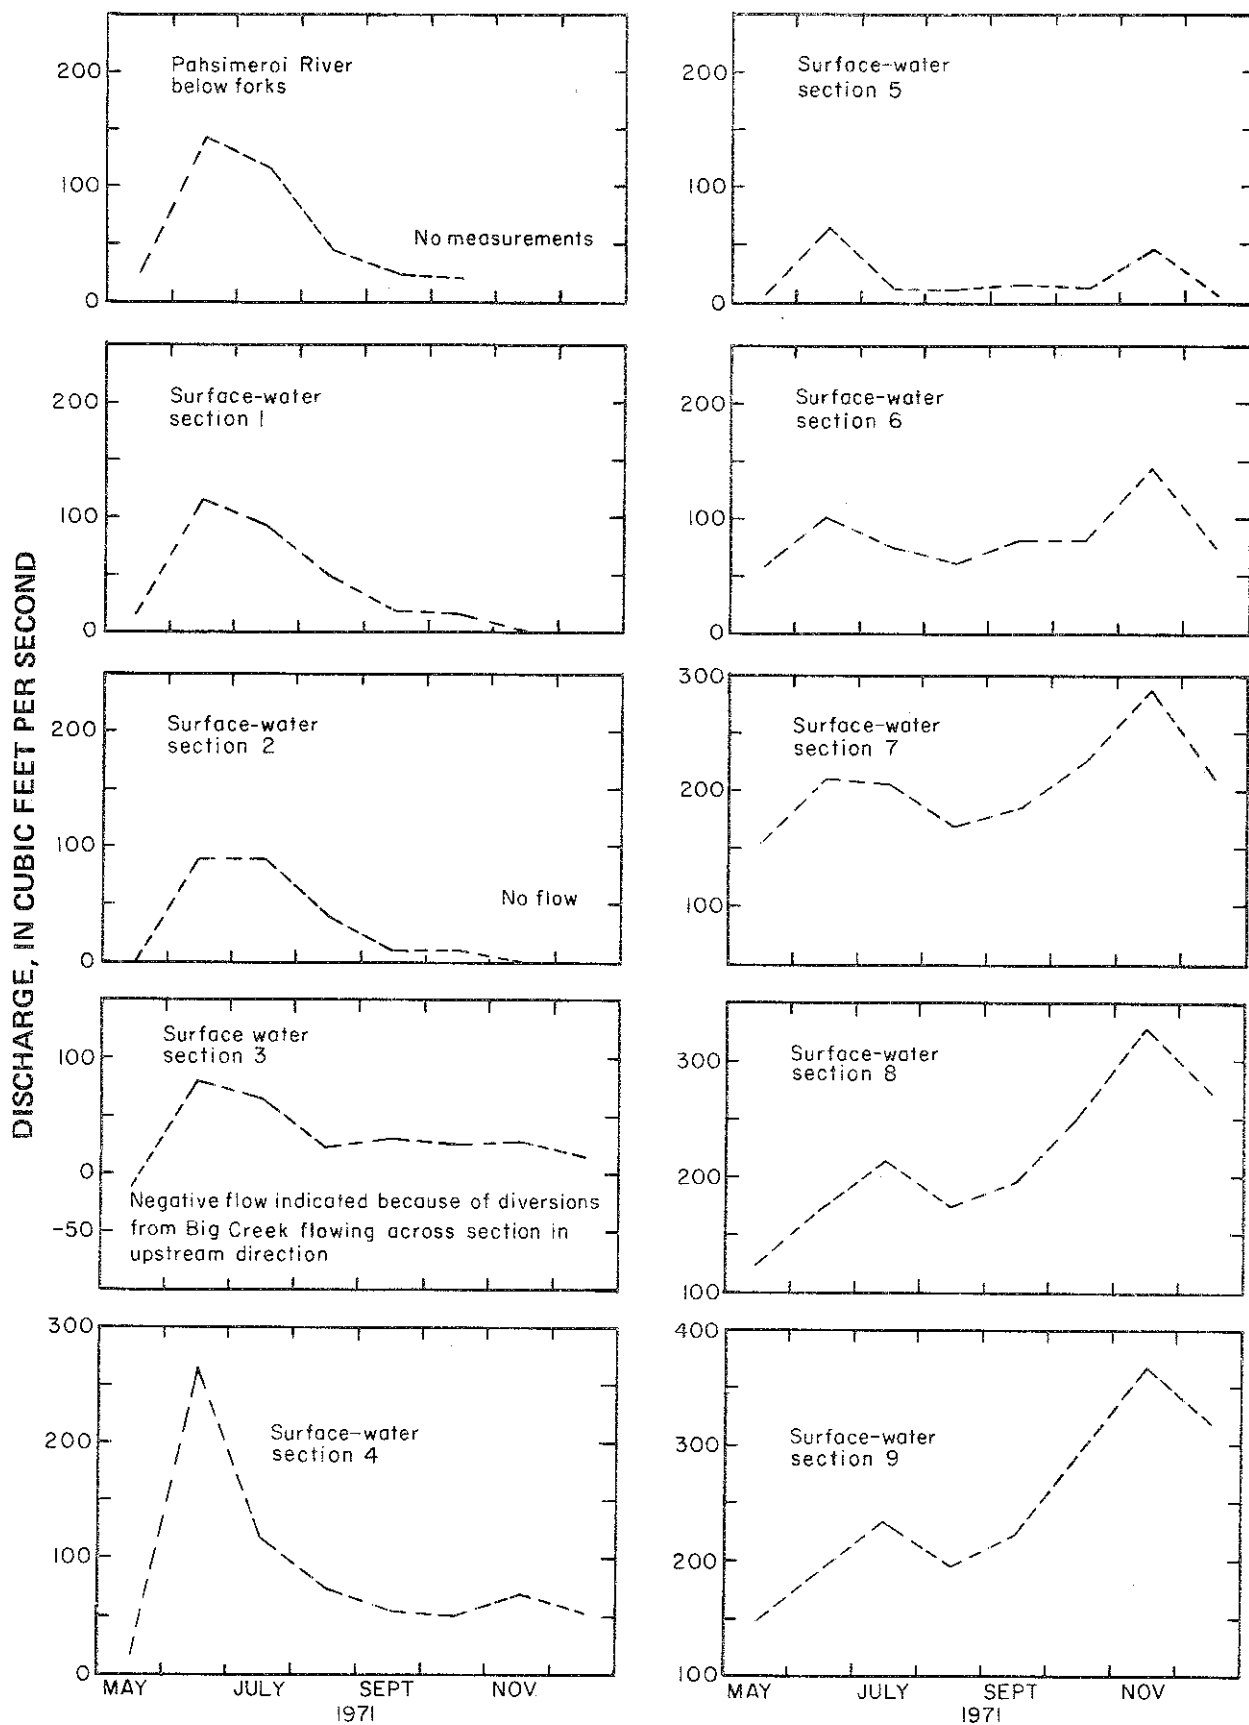 DISCHARGE, IN CUBIC FEET PER SECOND
Pahsimeroi River
below forks
200
100
0
No measurements
Surface-water
section 1
200
100
0
Surface-water
section 2
200
100
0
No flow
Surface water
section 3
100
0
-50
Negative flow indicated because of diversions
from Big Creek flowing across section in
upstream direction
Surface-water
section 4
300
200
100
0
MAY JULY SEPT NOV.
1971
Surface-water
section 5
200
100
0
Surface-water
section 6
200
100
0
Surface-water
section 7
300
200
100
Surface-water
section 8
300
200
100
Surface-water
section 9
400
300
200
100
MAY JULY SEPT NOV
1971